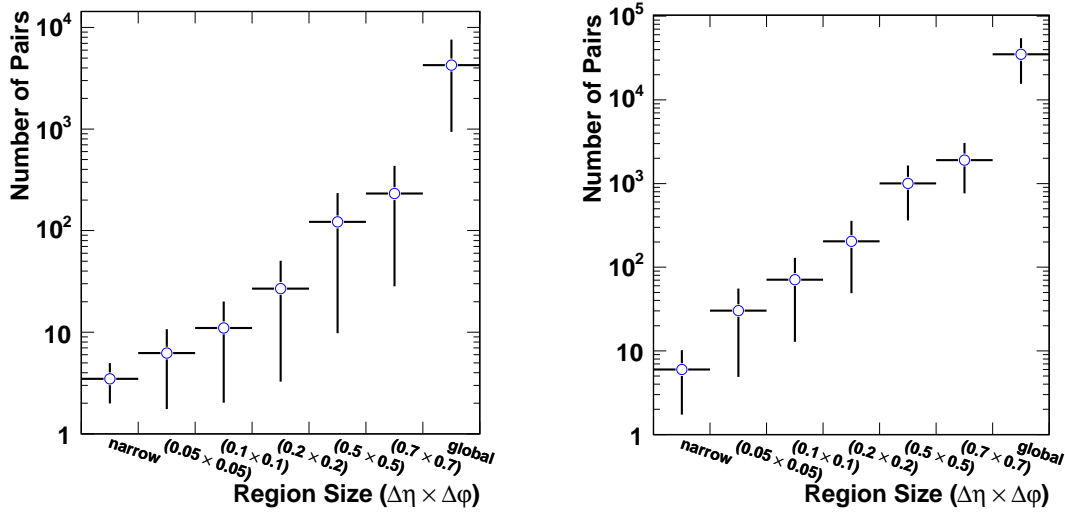 Number of Pairs
10^4
10^3
10^2
10
1
narrow
(0.05 × 0.05)
(0.1 × 0.1)
(0.2 × 0.2)
(0.5 × 0.5)
(0.7 × 0.7)
global
Region Size (Δη × Δφ)
Number of Pairs
10^5
10^4
10^3
10^2
10
1
narrow
(0.05 × 0.05)
(0.1 × 0.1)
(0.2 × 0.2)
(0.5 × 0.5)
(0.7 × 0.7)
global
Region Size (Δη × Δφ)